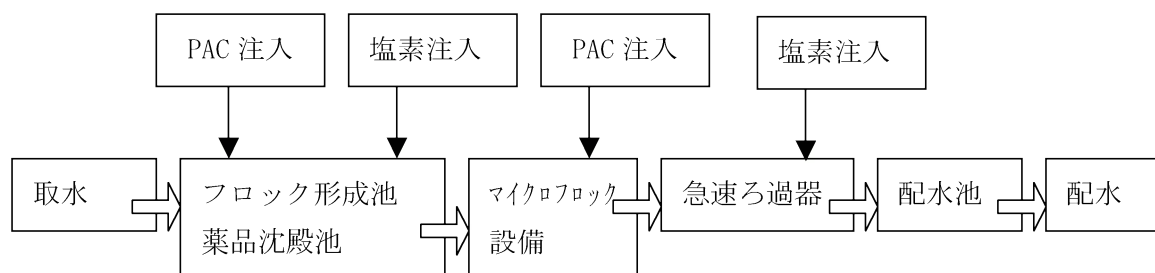 PAC 注入
塩素注入
PAC 注入
塩素注入
取水
フロック形成池
薬品沈殿池
マイクロフロック
設備
急速ろ過器
配水池
配水